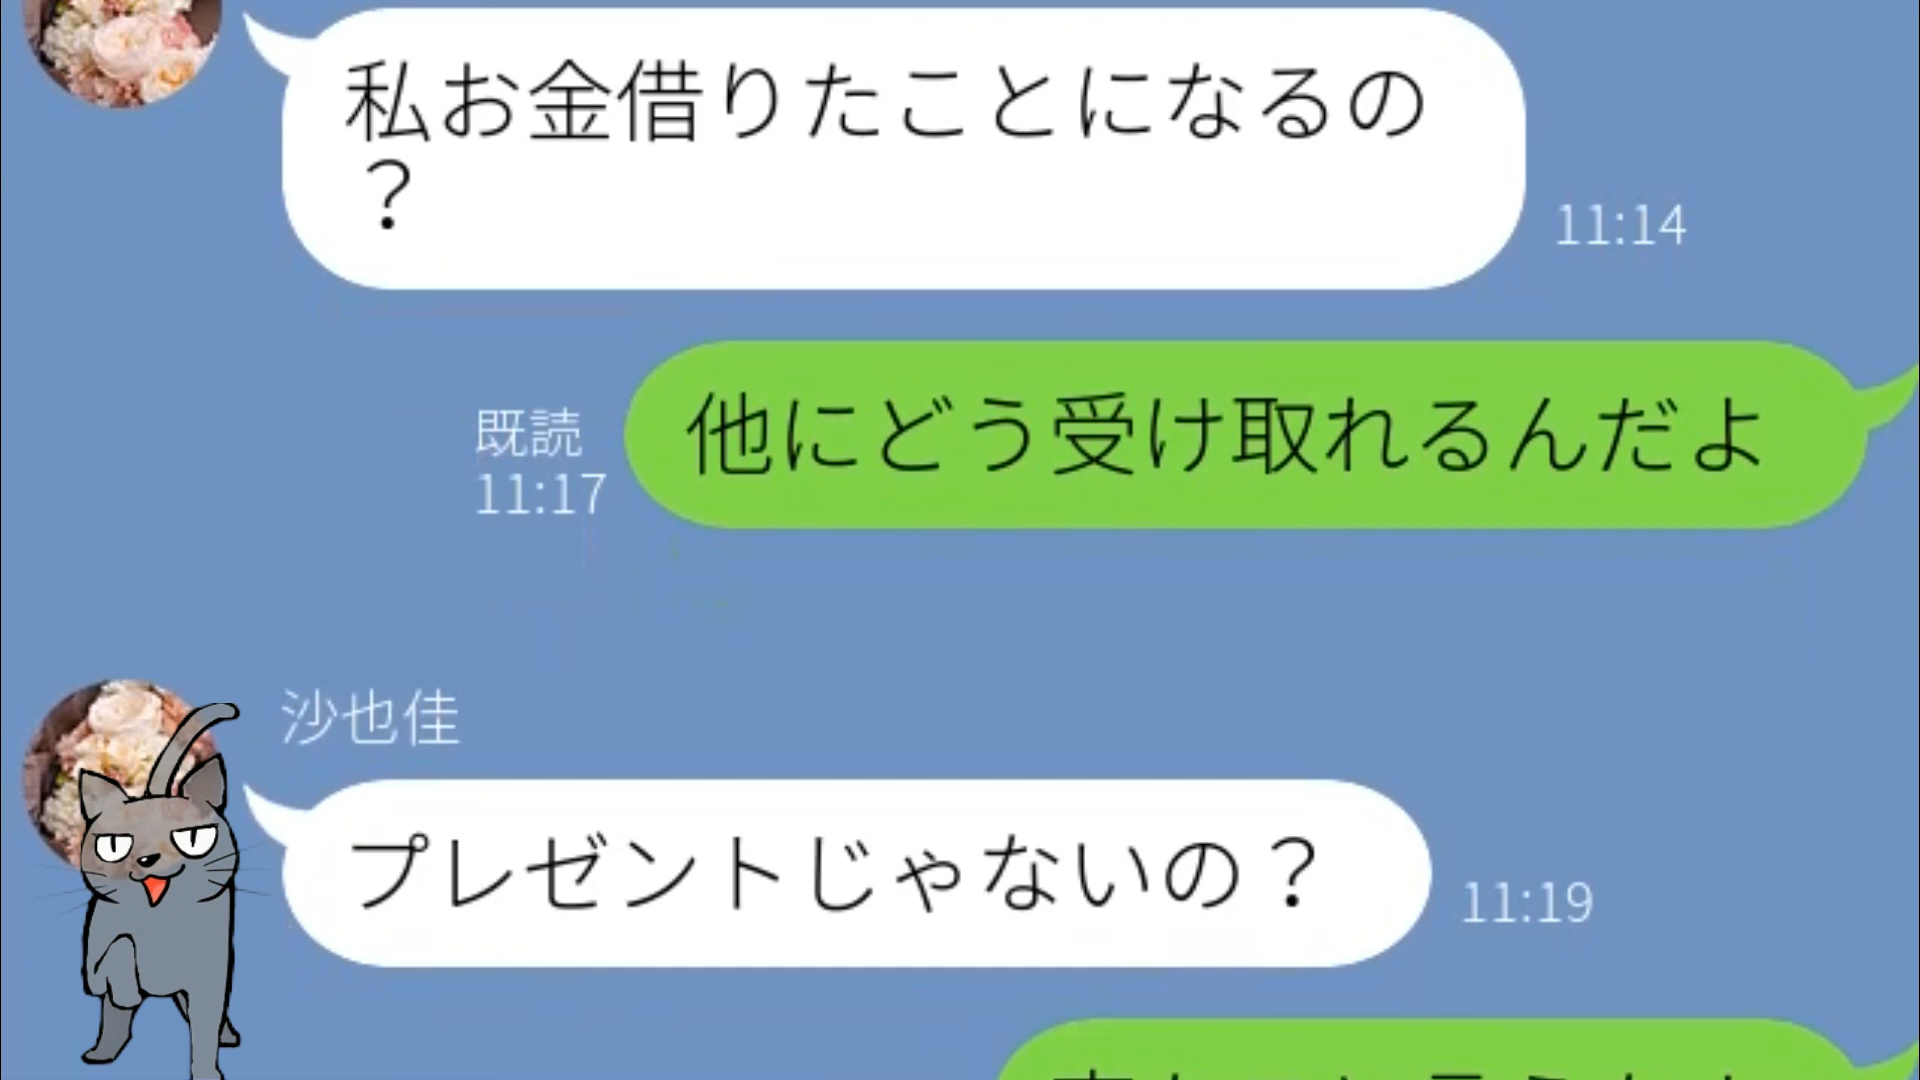 私お金借りたことになるの
？
11:14
他にどう受け取れるんだよ
既読
11:17
沙也佳
プレゼントじゃないの？
11:19